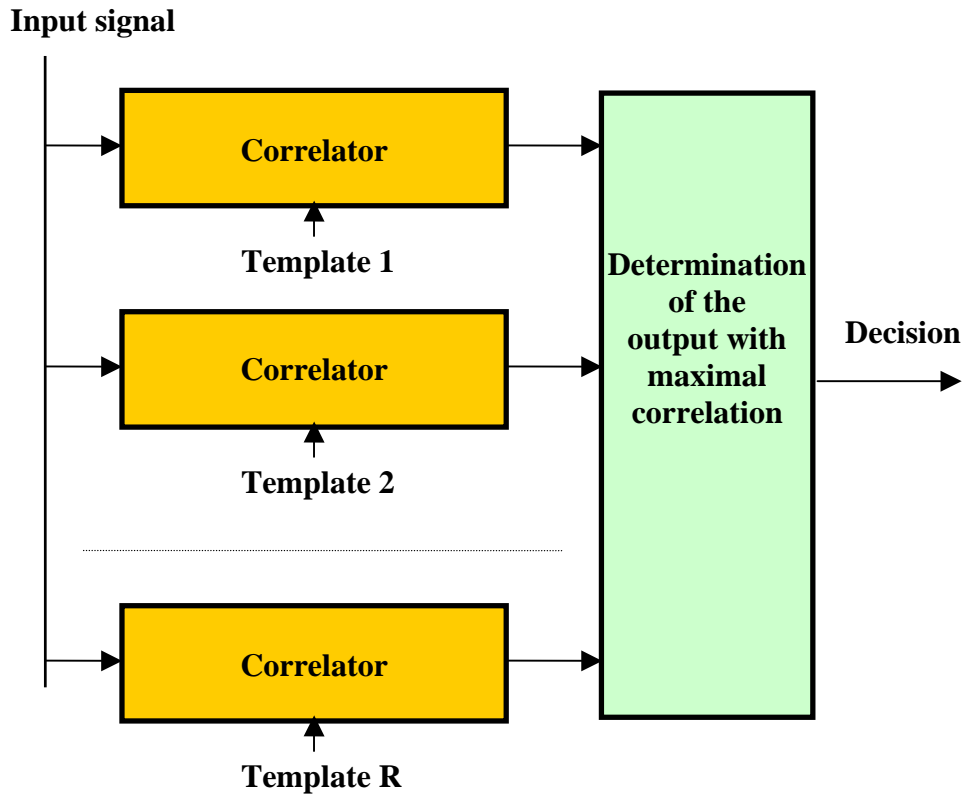 Input signal
Correlator
Template 1
Correlator
Template 2
Correlator
Template R
Determination
of the
output with
maximal
correlation
Decision